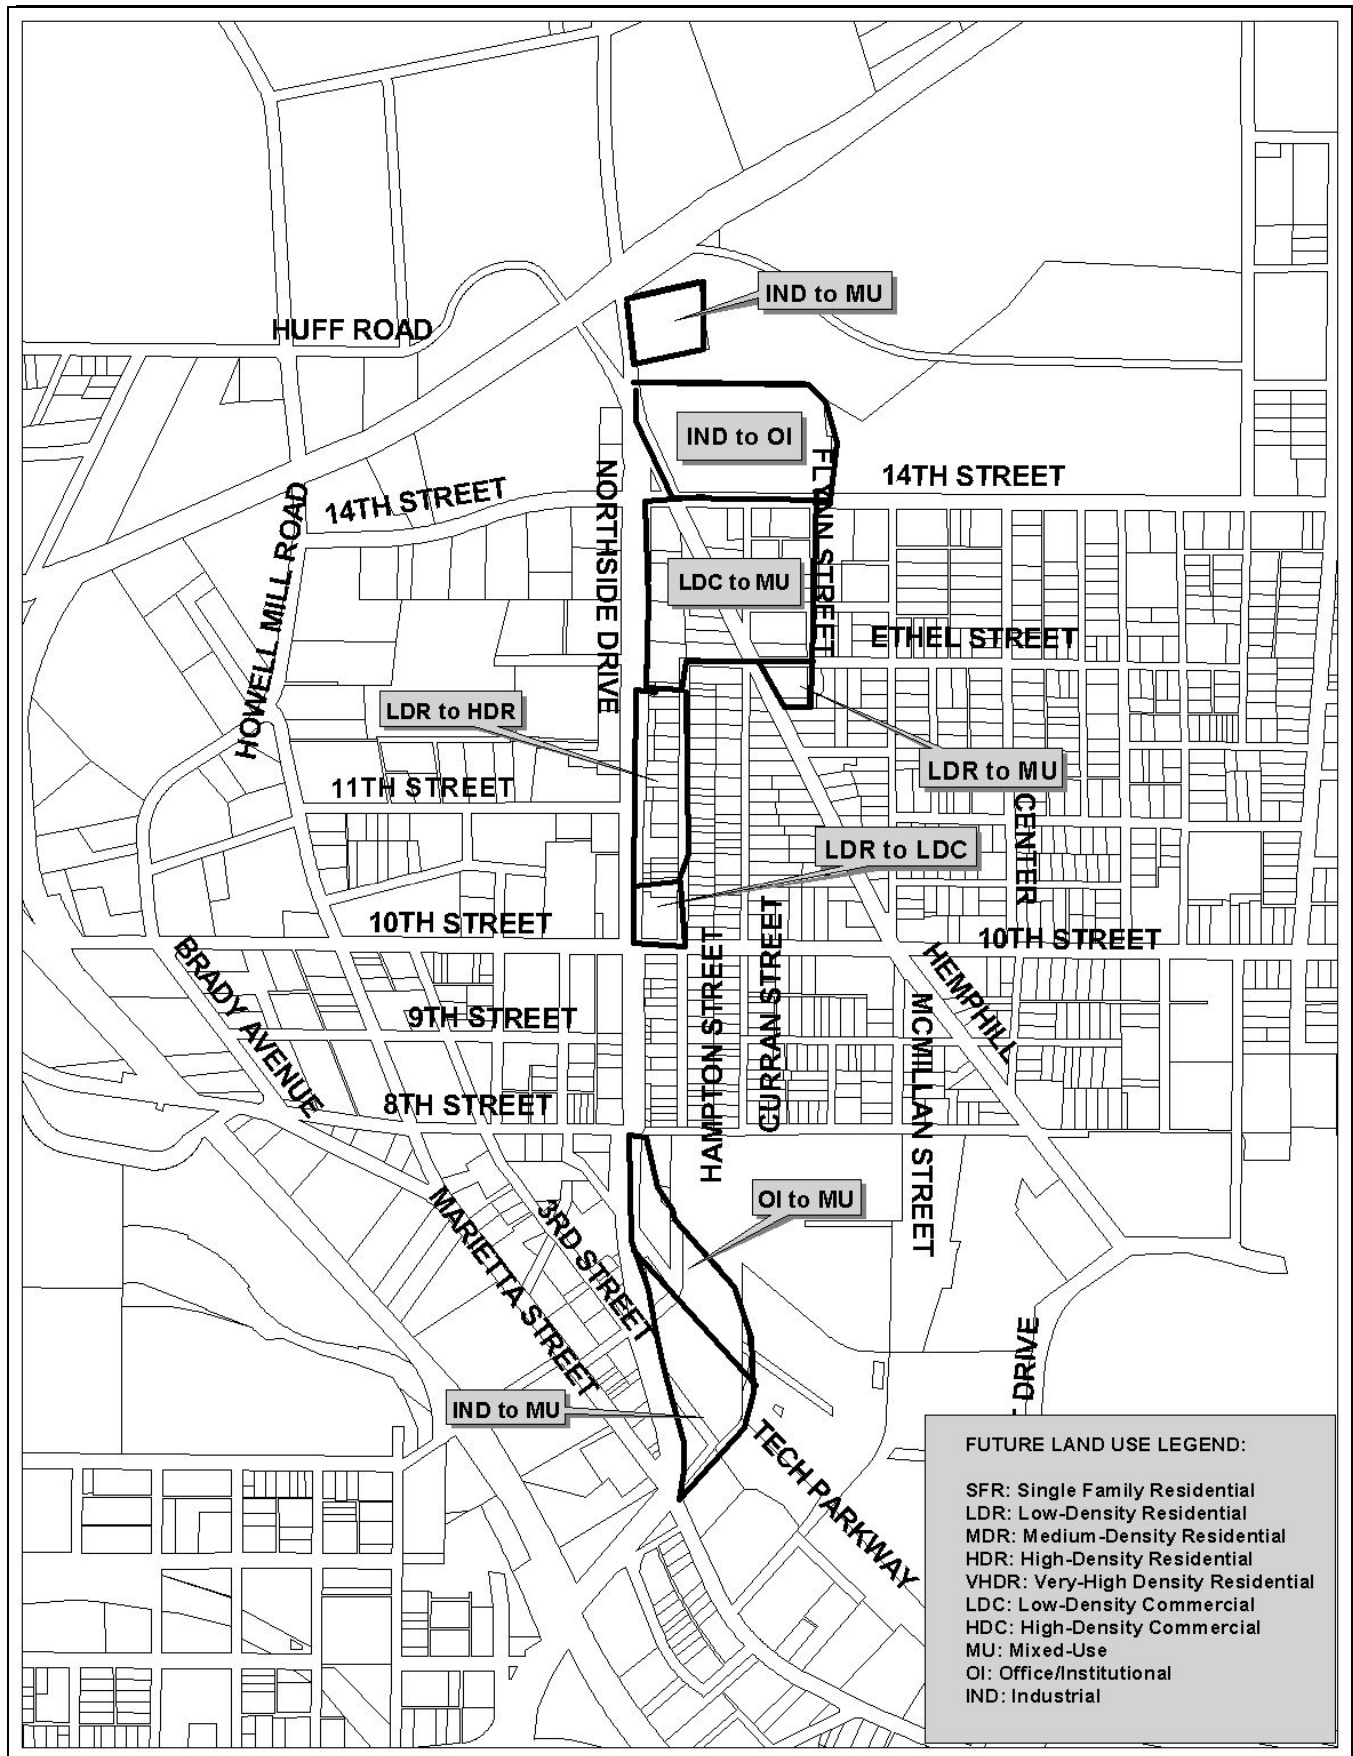 IND to MU
HUFF ROAD
IND to OI
14TH STREET
14TH STREET
NORTHSIDE DRIVE
FLYNN STREET
HOWELL MILL ROAD
LDC to MU
ETHEL STREET
LDR to HDR
LDR to MU
11TH STREET
CENTER
LDR to LDC
10TH STREET
10TH STREET
BRADY AVENUE
HAMPTON STREET
CURRAN STREET
HEMPHILL
MCMILLAN STREET
9TH STREET
8TH STREET
OI to MU
MARIETTA STREET
3RD STREET
DRIVE
IND to MU
TECH PARKWAY
FUTURE LAND USE LEGEND:
SFR: Single Family Residential
LDR: Low-Density Residential
MDR: Medium-Density Residential
HDR: High-Density Residential
VHDR: Very-High Density Residential
LDC: Low-Density Commercial
HDC: High-Density Commercial
MU: Mixed-Use
OI: Office/Institutional
IND: Industrial